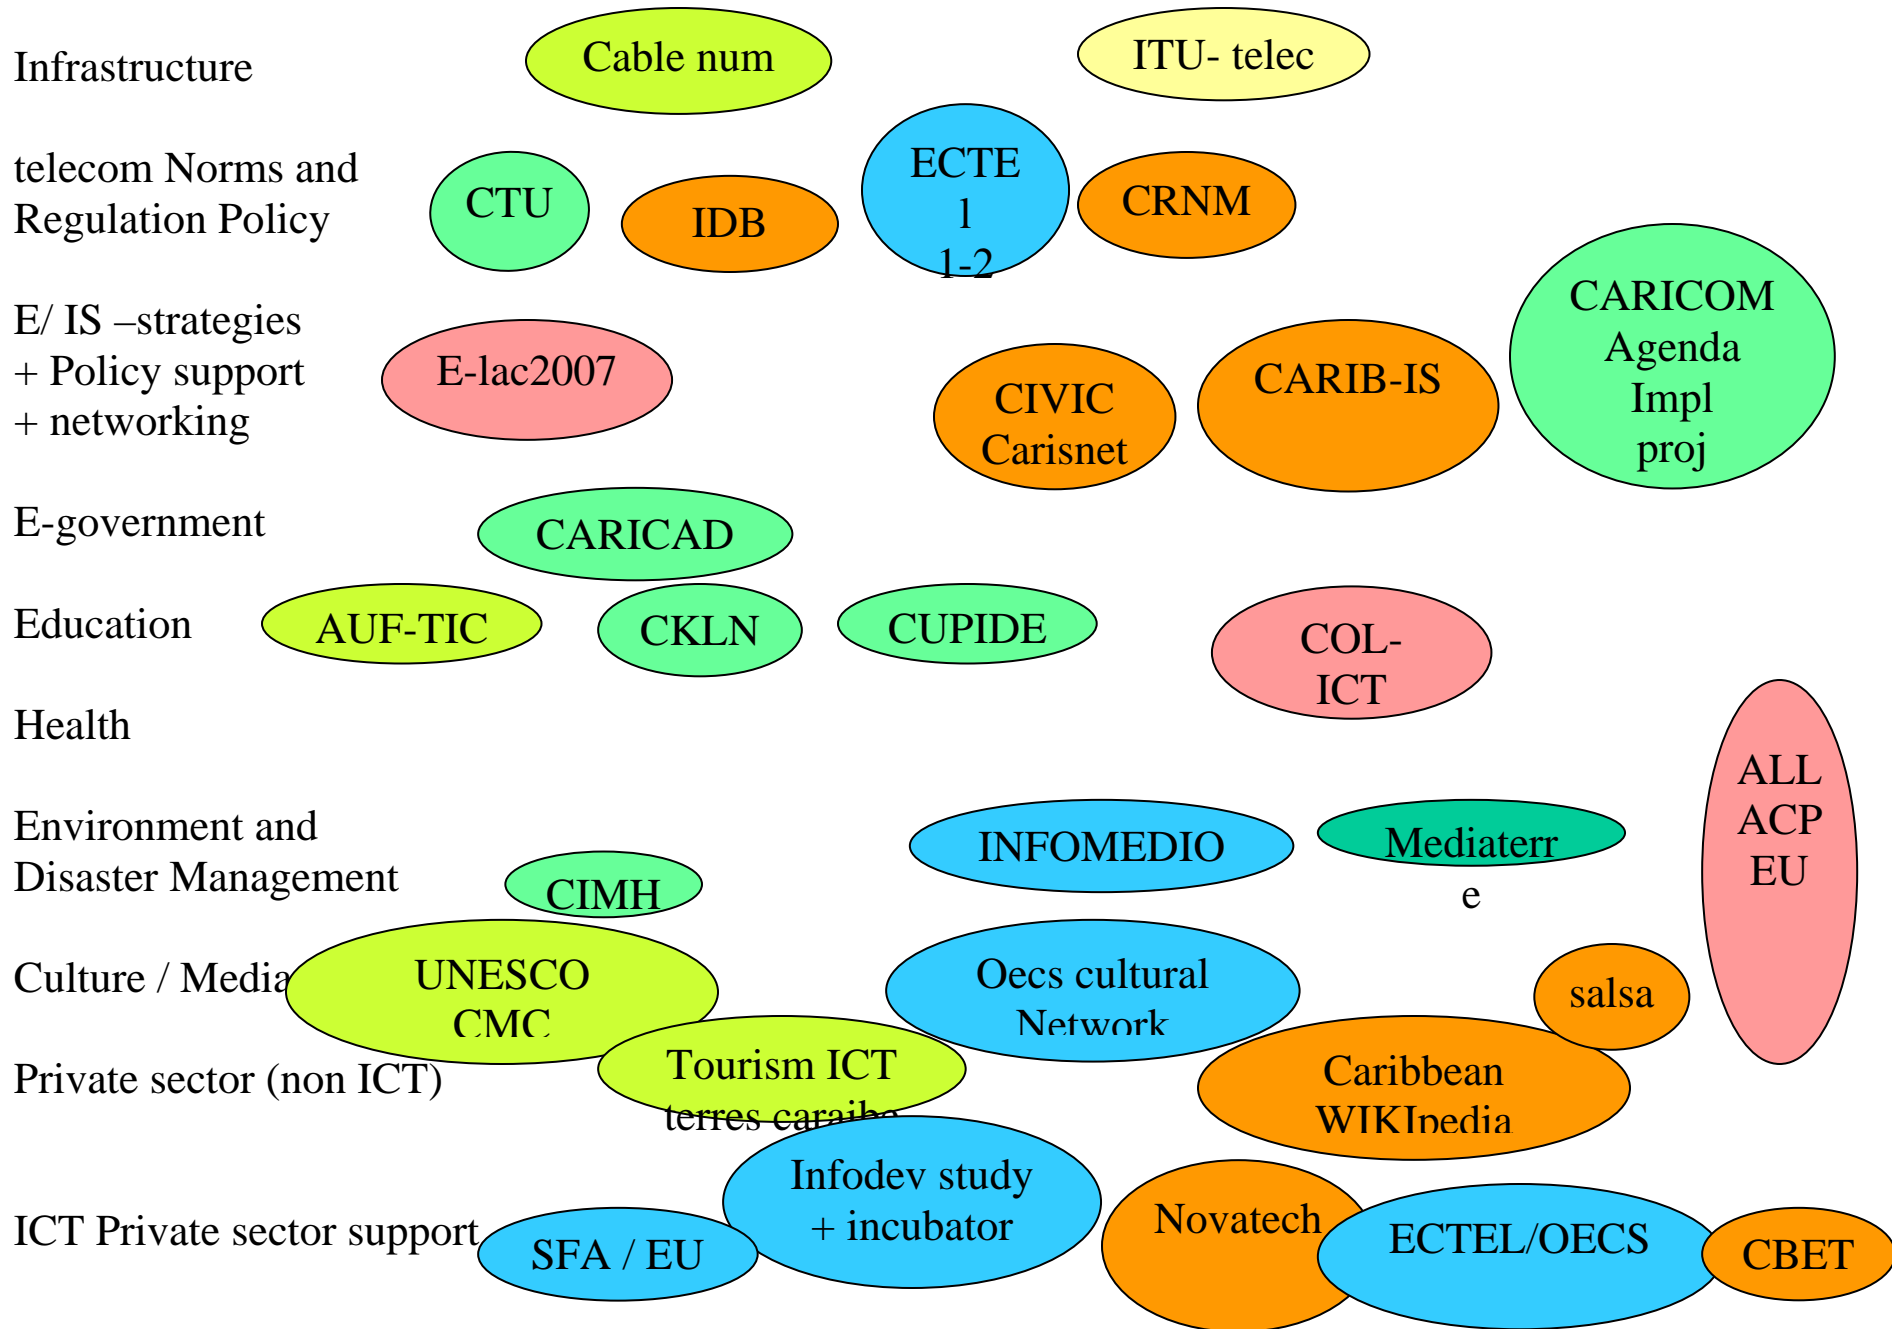 Infrastructure
Cable num
ITU- telec
telecom Norms and
Regulation Policy
CTU
IDB
ECTE
l
1-2
CRNM
E/ IS –strategies
+ Policy support
+ networking
E-lac2007
CIVIC
Carisnet
CARIB-IS
CARICOM
Agenda
Impl
proj
E-government
CARICAD
Education
AUF-TIC
CKLN
CUPIDE
COL-
ICT
Health
ALL
ACP
EU
Environment and
Disaster Management
CIMH
INFOMEDIO
Mediaterr
e
Culture / Media
UNESCO
CMC
Oecs cultural
Network
salsa
Private sector (non ICT)
Tourism ICT
terres caraibe
Caribbean
WIKIpedia
ICT Private sector support
SFA / EU
Infodev study
+ incubator
Novatech
ECTEL/OECS
CBET